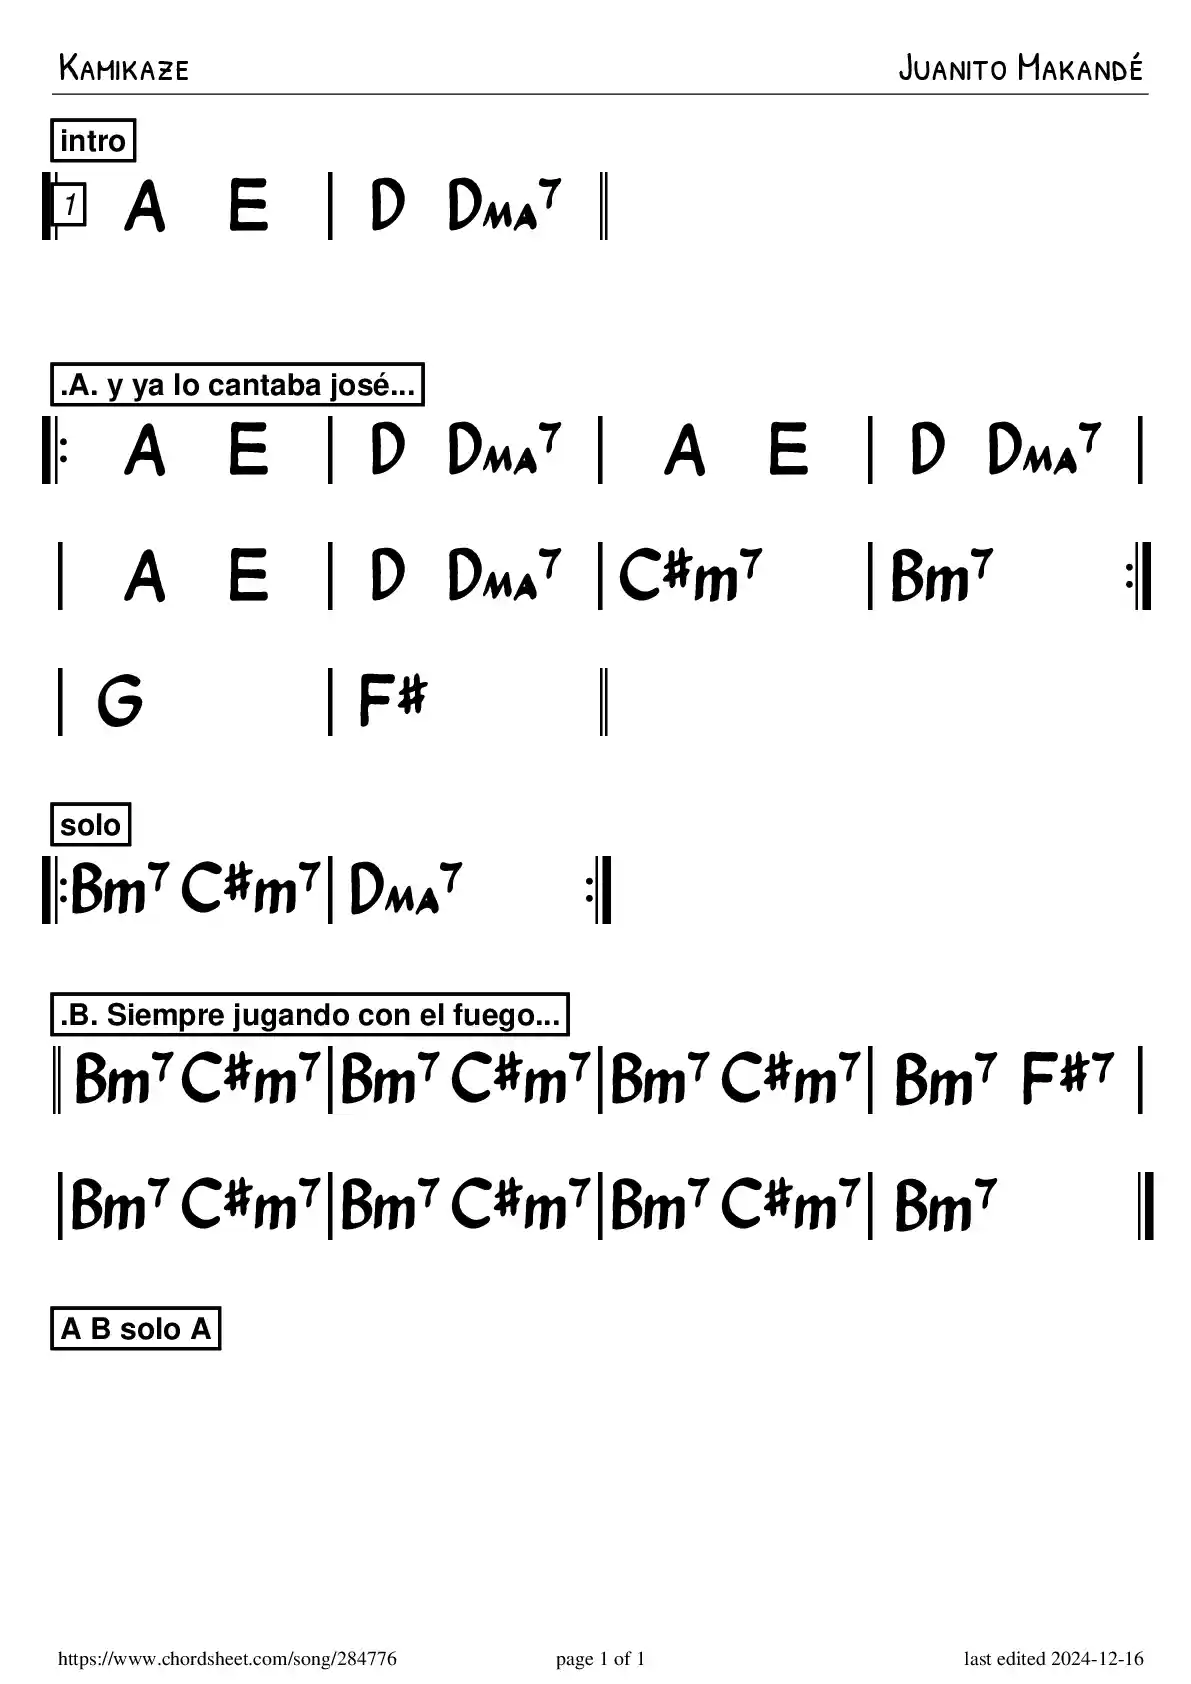 Kamikaze Juanito Makandé
intro
1 A E | D Dma7 ||
.A. y ya lo cantaba josé...
|: A E | D Dma7 | A E | D Dma7 |
| A E | D Dma7 | C#m7 | Bm7 :|
| G | F# ||
solo
|: Bm7 C#m7 | Dma7 :|
.B. Siempre jugando con el fuego...
|| Bm7 C#m7 | Bm7 C#m7 | Bm7 C#m7 | Bm7 F#7 |
| Bm7 C#m7 | Bm7 C#m7 | Bm7 C#m7 | Bm7 ||
A B solo A
https://www.chordsheet.com/song/284776 page 1 of 1 last edited 2024-12-16